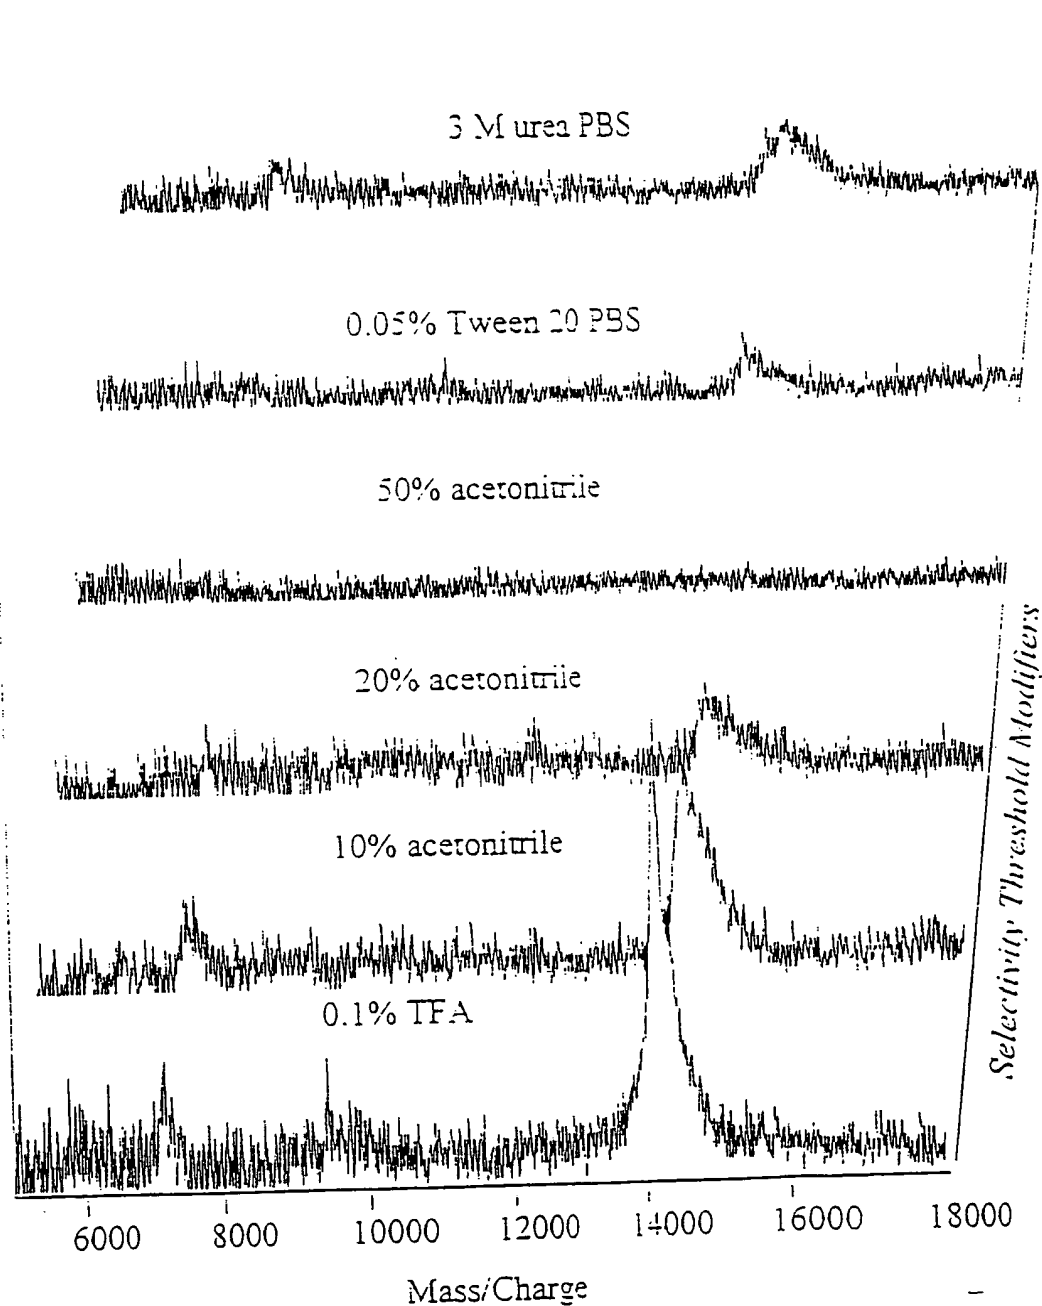 3 M urea PBS
0.05% Tween 20 PBS
50% acetonitrile
20% acetonitrile
10% acetonitrile
0.1% TFA
Selectivity Threshold Modifiers
6000 8000 10000 12000 14000 16000 18000
Mass/Charge